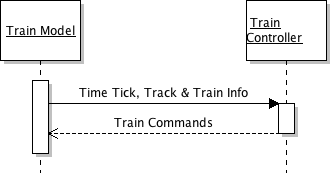 Train Model
Train
Controller
Time Tick, Track & Train Info
Train Commands